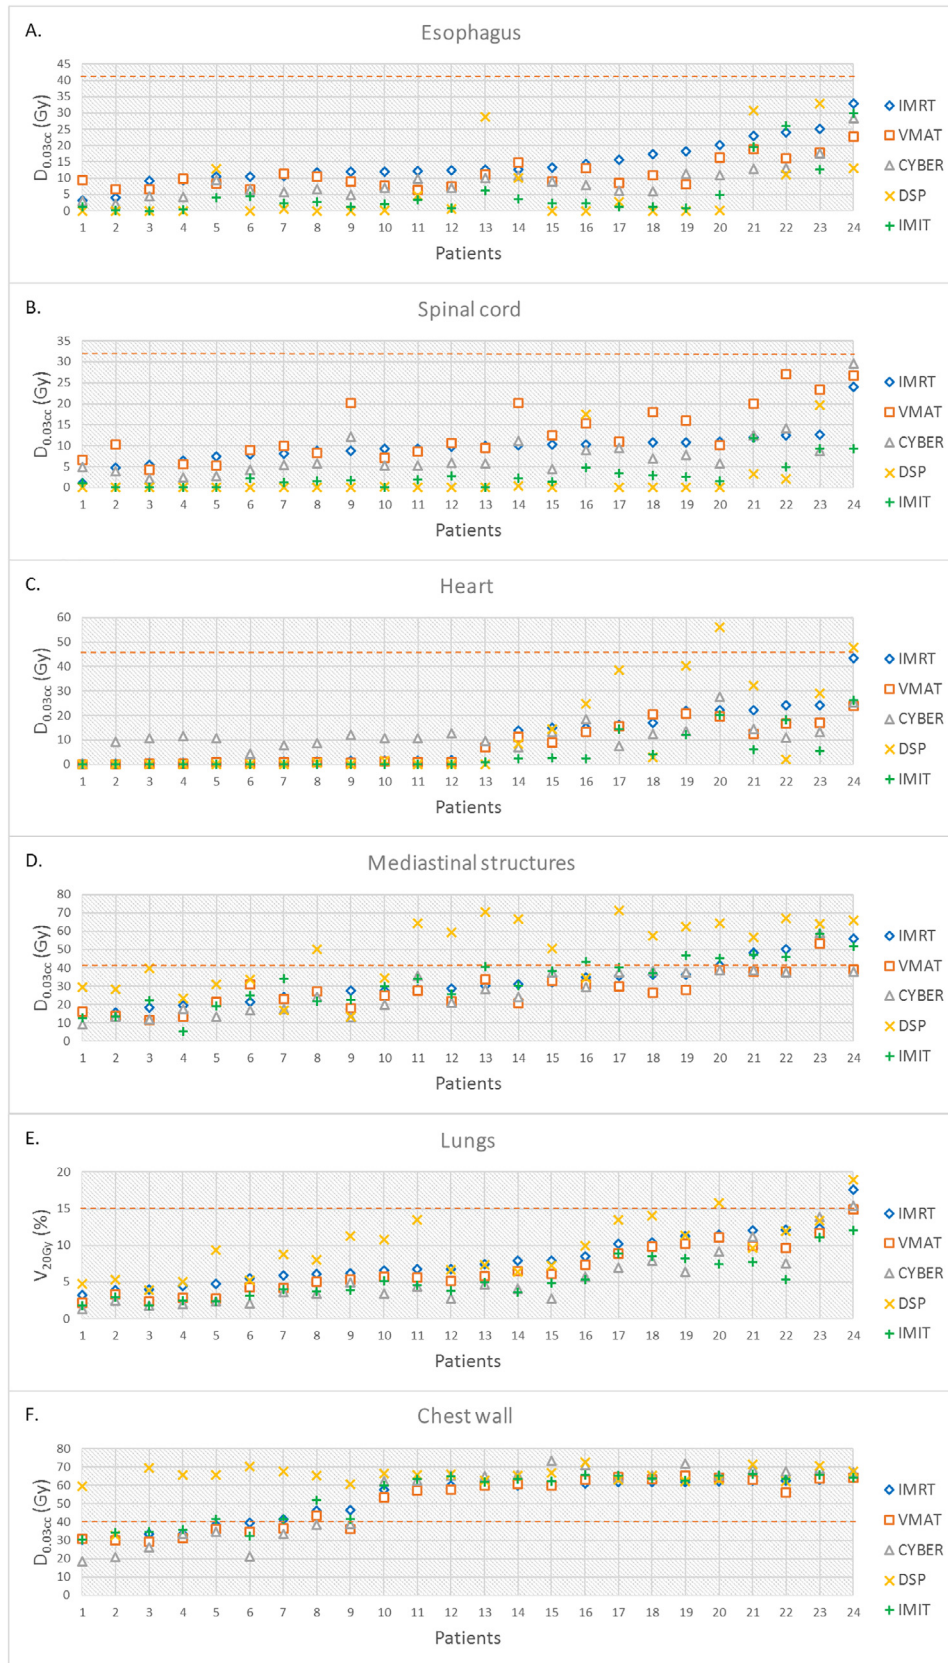 A.
Esophagus
D0.03cc (Gy)
45
40
35
30
25
20
15
10
5
0
1 2 3 4 5 6 7 8 9 10 11 12 13 14 15 16 17 18 19 20 21 22 23 24
Patients
IMRT
VMAT
CYBER
DSP
IMIT
B.
Spinal cord
D0.03cc (Gy)
35
30
25
20
15
10
5
0
1 2 3 4 5 6 7 8 9 10 11 12 13 14 15 16 17 18 19 20 21 22 23 24
Patients
IMRT
VMAT
CYBER
DSP
IMIT
C.
Heart
D0.03cc (Gy)
60
50
40
30
20
10
0
1 2 3 4 5 6 7 8 9 10 11 12 13 14 15 16 17 18 19 20 21 22 23 24
Patients
IMRT
VMAT
CYBER
DSP
IMIT
D.
Mediastinal structures
D0.03cc (Gy)
80
70
60
50
40
30
20
10
0
1 2 3 4 5 6 7 8 9 10 11 12 13 14 15 16 17 18 19 20 21 22 23 24
Patients
IMRT
VMAT
CYBER
DSP
IMIT
E.
Lungs
V20Gy (%)
20
15
10
5
0
1 2 3 4 5 6 7 8 9 10 11 12 13 14 15 16 17 18 19 20 21 22 23 24
Patients
IMRT
VMAT
CYBER
DSP
IMIT
F.
Chest wall
D0.03cc (Gy)
80
70
60
50
40
30
20
10
0
1 2 3 4 5 6 7 8 9 10 11 12 13 14 15 16 17 18 19 20 21 22 23 24
Patients
IMRT
VMAT
CYBER
DSP
IMIT